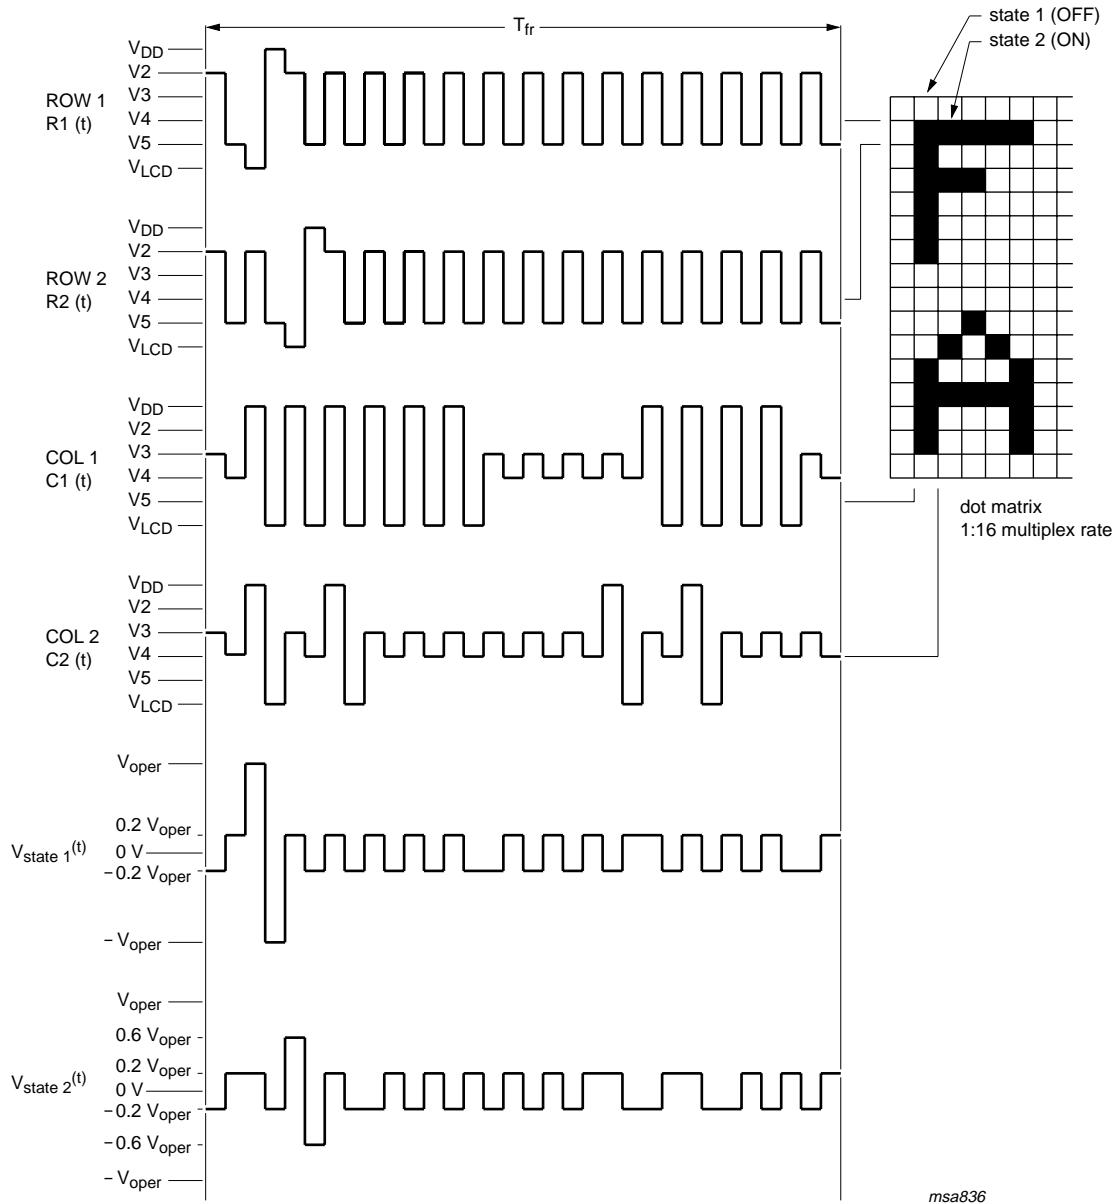 T_fr
state 1 (OFF)
state 2 (ON)
ROW 1
R1 (t)
V_DD
V2
V3
V4
V5
V_LCD
ROW 2
R2 (t)
V_DD
V2
V3
V4
V5
V_LCD
COL 1
C1 (t)
V_DD
V2
V3
V4
V5
V_LCD
dot matrix
1:16 multiplex rate
COL 2
C2 (t)
V_DD
V2
V3
V4
V5
V_LCD
V_state 1(t)
V_oper
0.2 V_oper
0 V
−0.2 V_oper
− V_oper
V_state 2(t)
V_oper
0.6 V_oper
0.2 V_oper
0 V
−0.2 V_oper
−0.6 V_oper
− V_oper
msa836